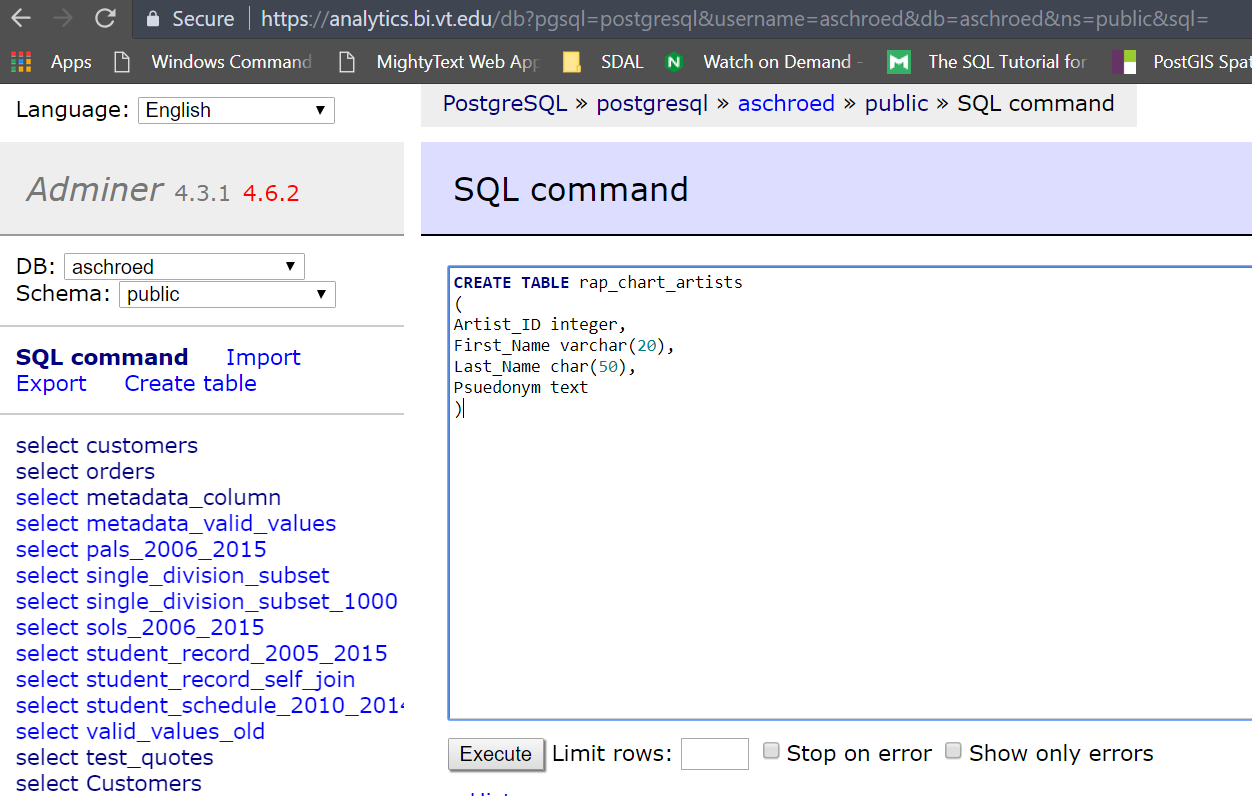 Secure https://analytics.bi.vt.edu/db?pgsql=postgresql&username=aschroed&db=aschroed&ns=public&sql=
Apps Windows Command MightyText Web App SDAL N Watch on Demand - M The SQL Tutorial for PostGIS Spat
Language: English
PostgreSQL » postgresql » aschroed » public » SQL command
Adminer 4.3.1 4.6.2
SQL command
DB: aschroed
Schema: public
SQL command Import
Export Create table
select customers
select orders
select metadata_column
select metadata_valid_values
select pals_2006_2015
select single_division_subset
select single_division_subset_1000
select sols_2006_2015
select student_record_2005_2015
select student_record_self_join
select student_schedule_2010_2014
select valid_values_old
select test_quotes
select Customers
CREATE TABLE rap_chart_artists
(
Artist_ID integer,
First_Name varchar(20),
Last_Name char(50),
Psuedonym text
)
Execute Limit rows: Stop on error Show only errors